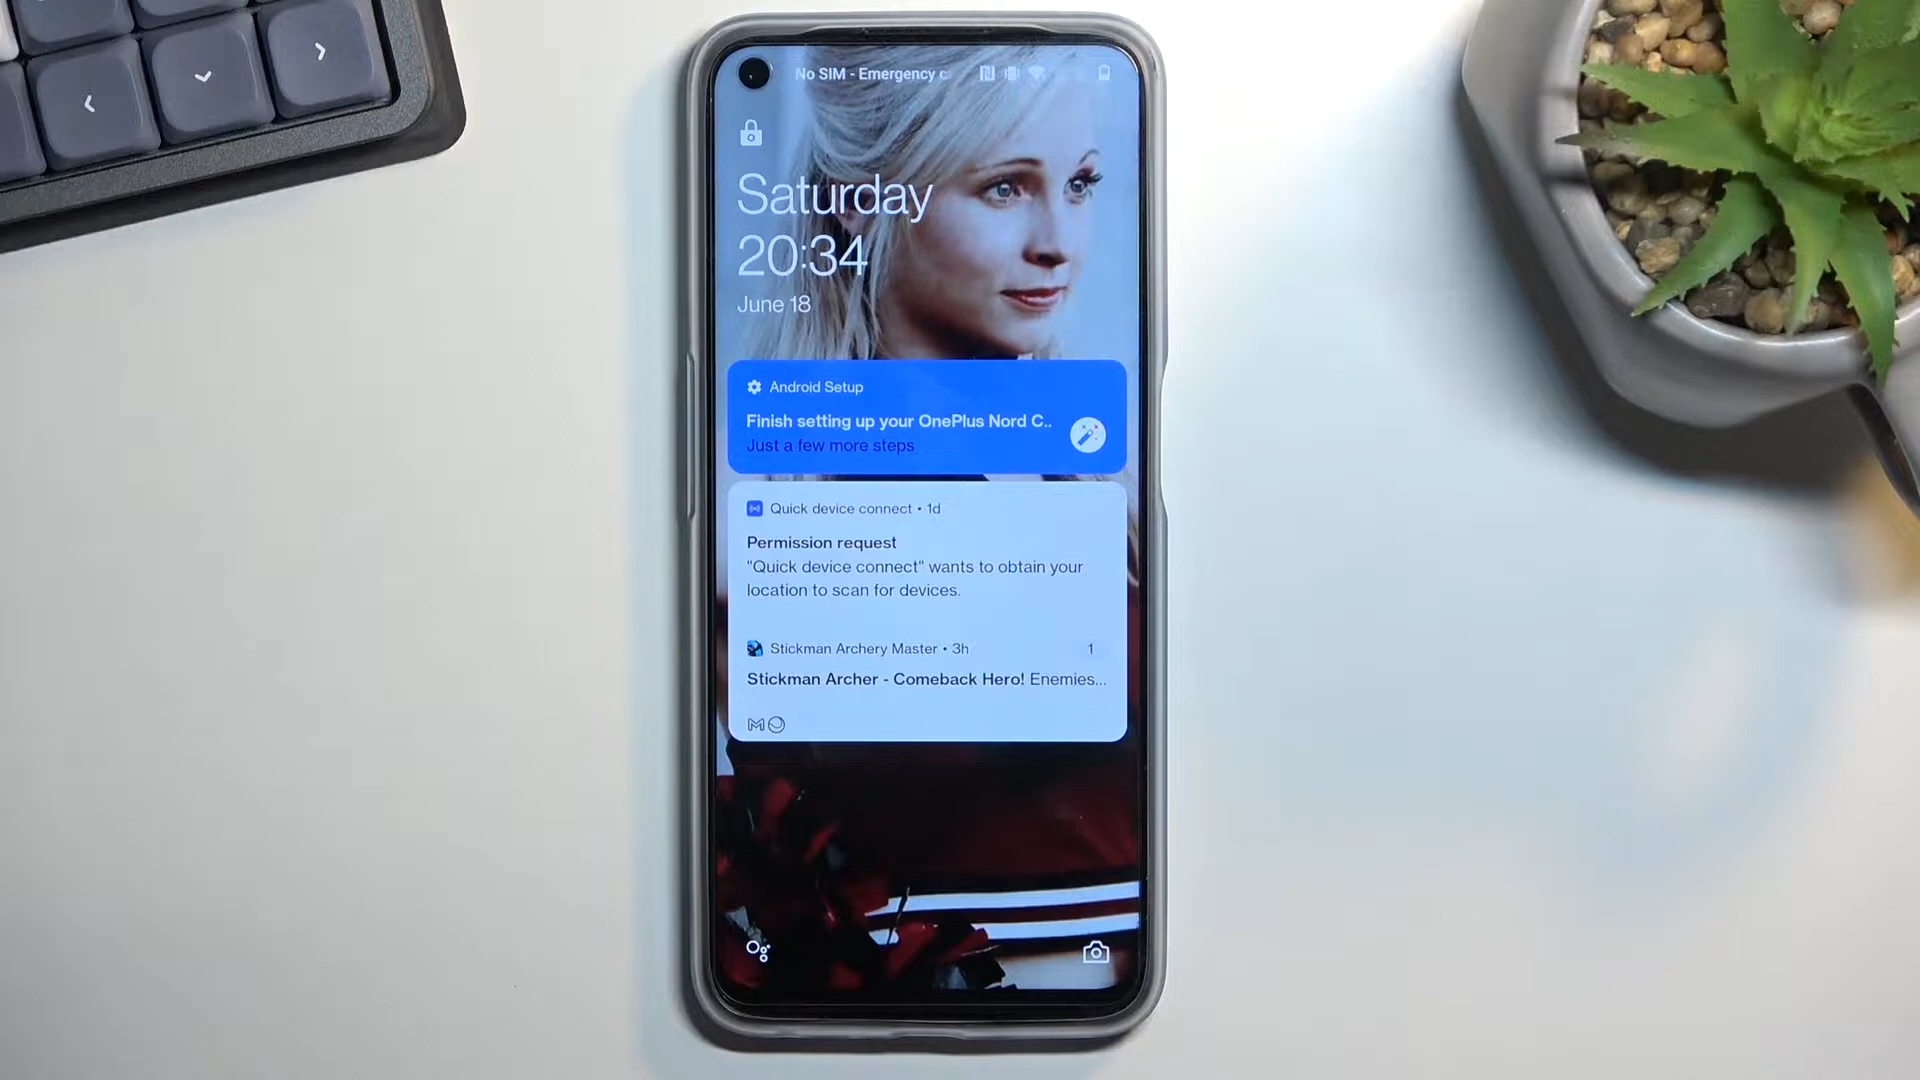 No SIM - Emergency c
Saturday
20:34
June 18
Android Setup
Finish setting up your OnePlus Nord C..
Just a few more steps
Quick device connect • 1d
Permission request
"Quick device connect" wants to obtain your
location to scan for devices.
Stickman Archery Master • 3h 1
Stickman Archer - Comeback Hero! Enemies...